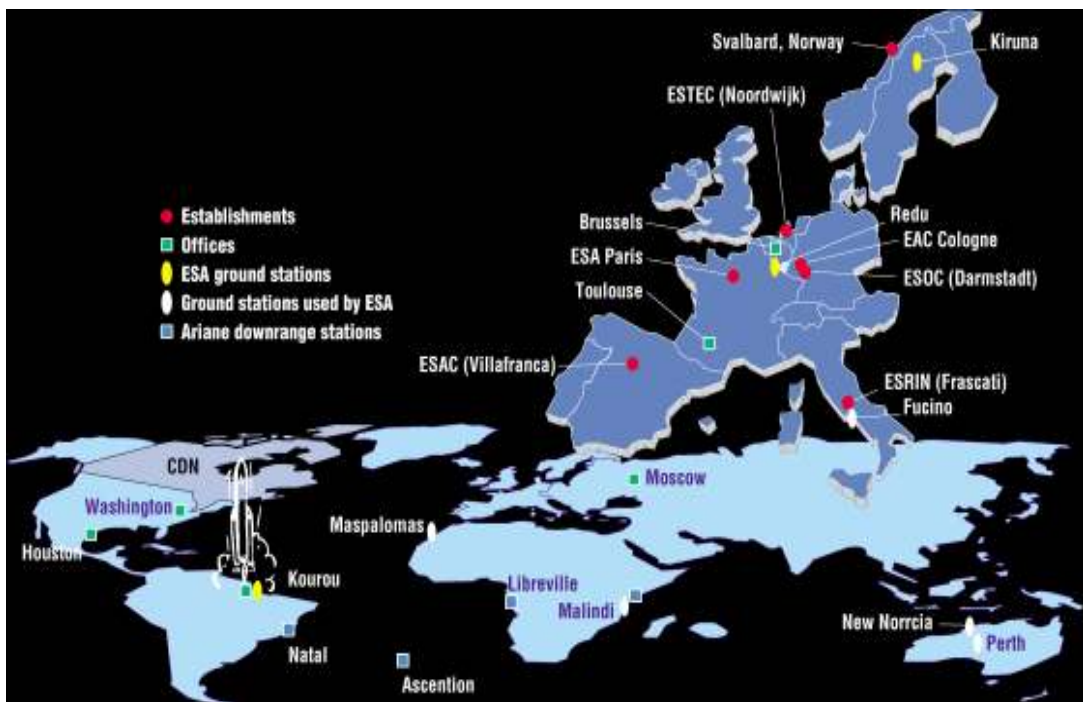 Svalbard, Norway
Kiruna
ESTEC (Noordwijk)
Establishments
Offices
ESA ground stations
Ground stations used by ESA
Ariane downrange stations
Brussels
Redu
EAC Cologne
ESA Paris
ESOC (Darmstadt)
Toulouse
ESAC (Villafranca)
ESRIN (Frascati)
Fucino
CDN
Moscow
Washington
Houston
Maspalomas
Kourou
Libreville
Malindi
New Norrcia
Perth
Natal
Ascention